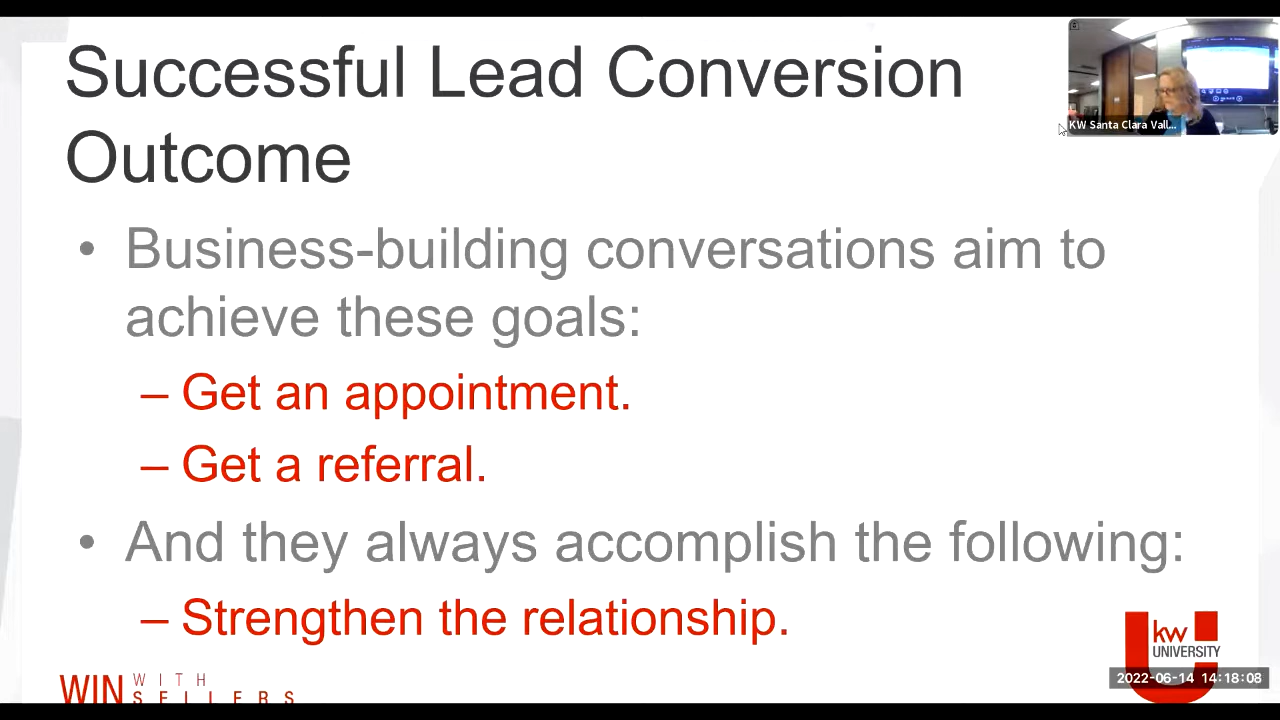 Successful Lead Conversion
Outcome
KW Santa Clara Vall...
• Business-building conversations aim to
achieve these goals:
– Get an appointment.
– Get a referral.
• And they always accomplish the following:
– Strengthen the relationship.
WIN WITH
SELLERS
kw
UNIVERSITY
2022-06-14 14:18:08